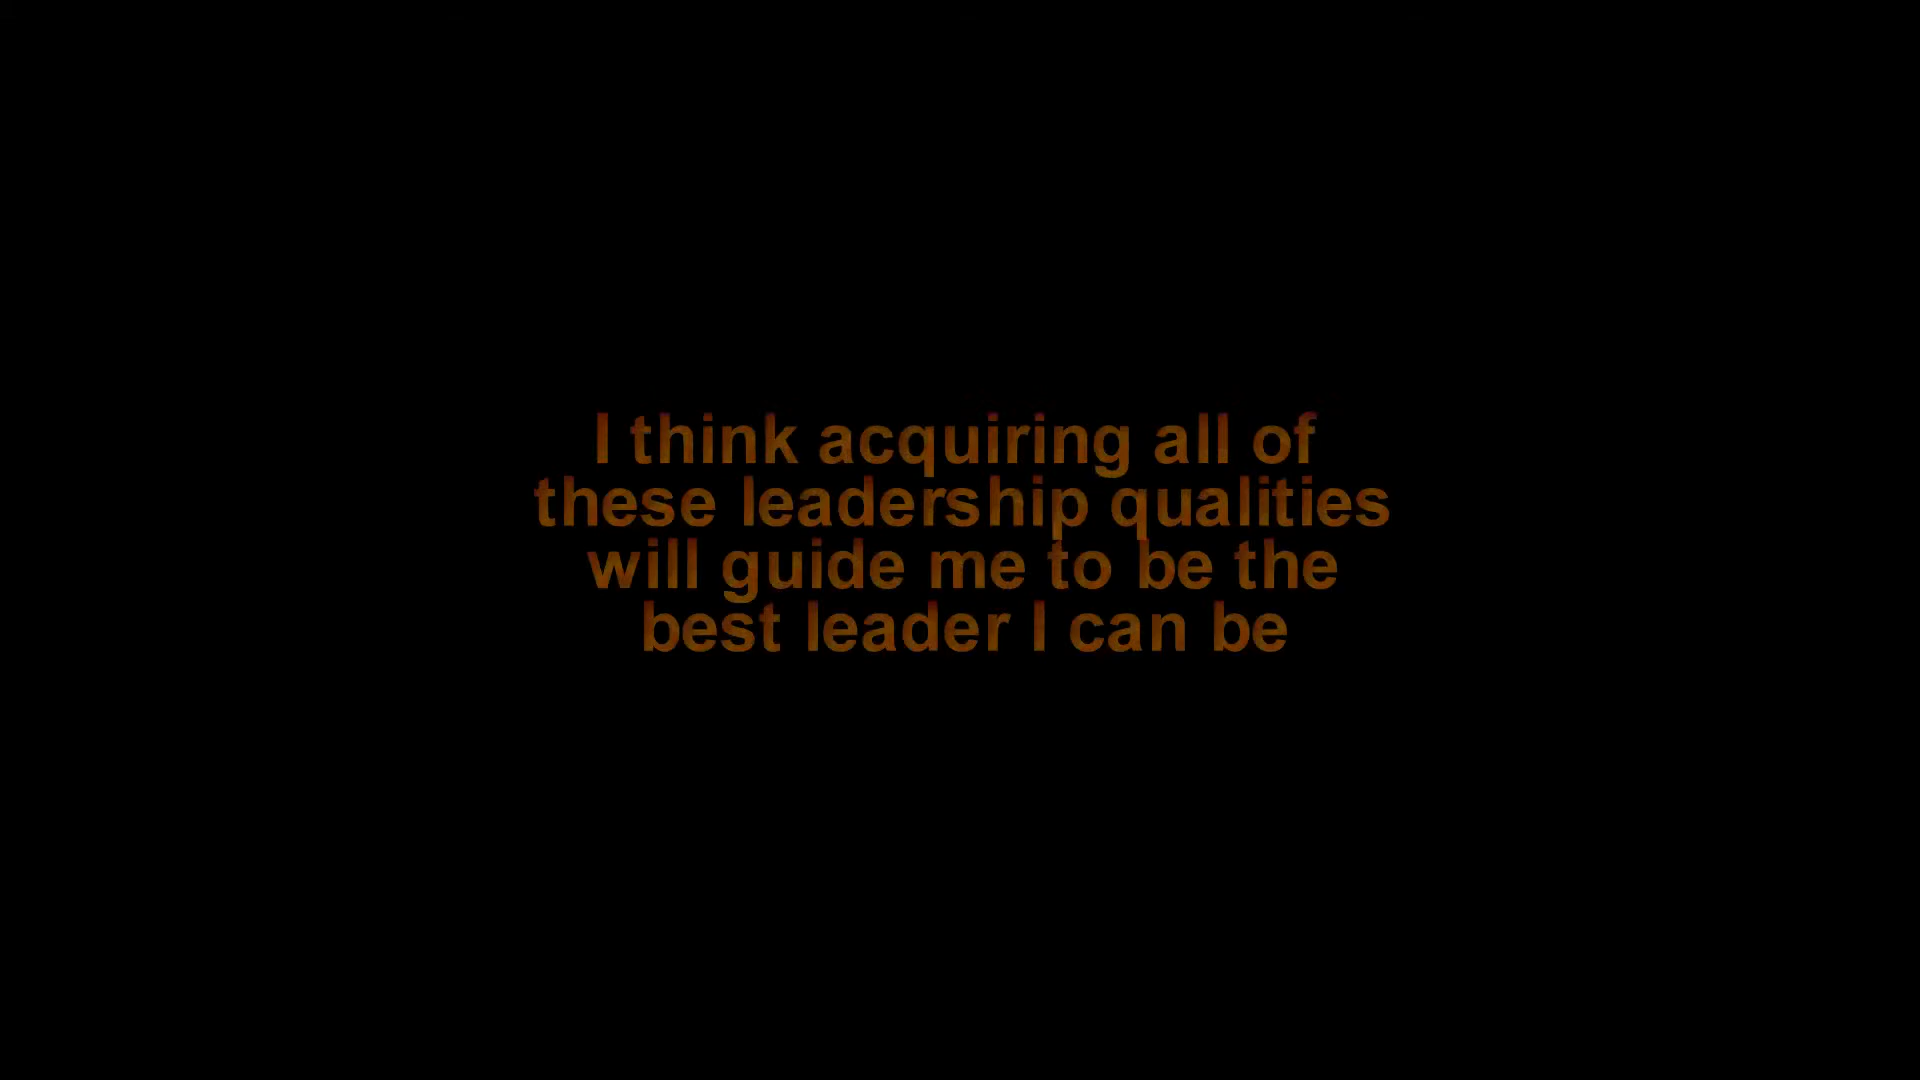 I think acquiring all of
these leadership qualities
will guide me to be the
best leader I can be